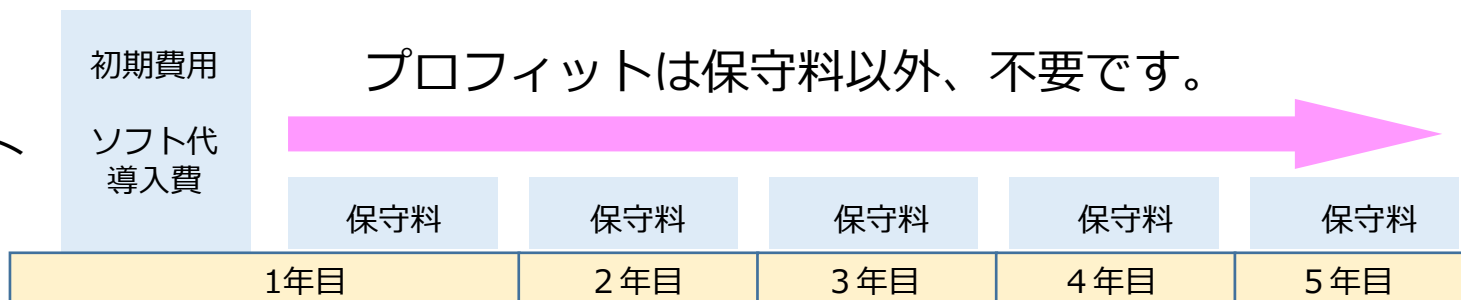 初期費用
ソフト代
導入費
プロフィットは保守料以外、不要です。
ト
保守料
保守料
保守料
保守料
保守料
1年目
２年目
３年目
４年目
５年目